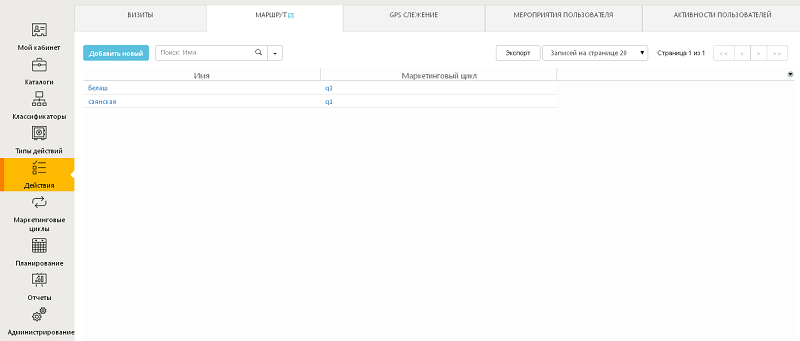 ВИЗИТЫ
МАРШРУТ [2]
GPS СЛЕЖЕНИЕ
МЕРОПРИЯТИЯ ПОЛЬЗОВАТЕЛЯ
АКТИВНОСТИ ПОЛЬЗОВАТЕЛЕЙ
Мой кабинет
Каталоги
Классификаторы
Типы действий
Действия
Маркетинговые
циклы
Планирование
Отчеты
Администрирование
Добавить новый
Поиск: Имя
Экспорт
Записей на странице 20
Страница 1 из 1
<< < > >>
Имя
Маркетинговый цикл
Белаш
q1
саянская
q1